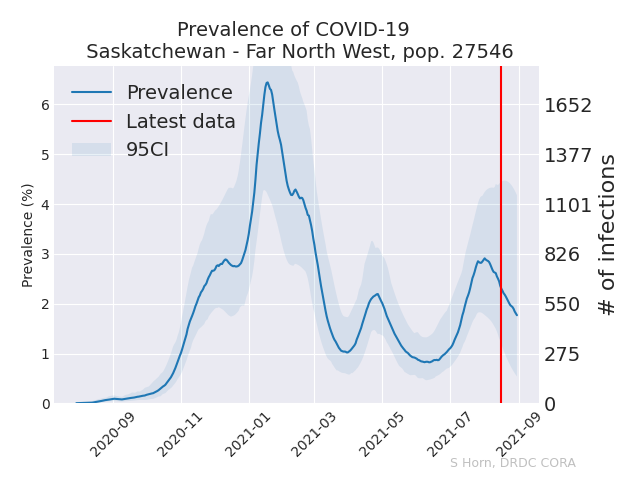 Prevalence of COVID-19
Saskatchewan - Far North West, pop. 27546
Prevalence
Latest data
95CI
Prevalence (%)
6
5
4
3
2
1
0
1652
1377
1101
826
550
275
0
# of infections
2020-09
2020-11
2021-01
2021-03
2021-05
2021-07
2021-09
S Horn, DRDC CORA